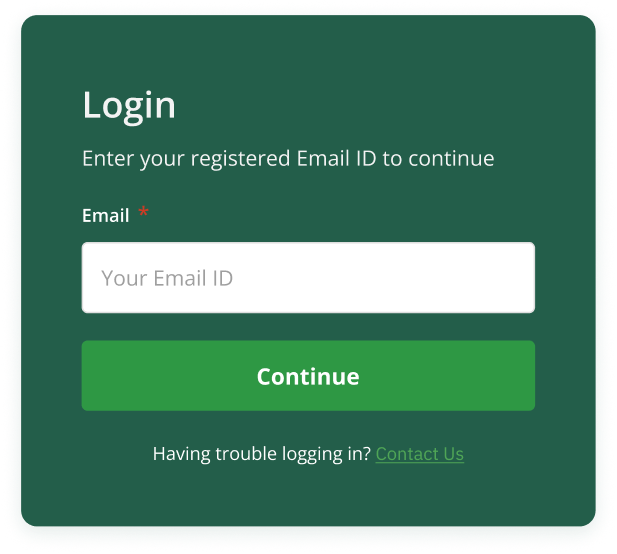 Login
Enter your registered Email ID to continue
Email *
Your Email ID
Continue
Having trouble logging in? Contact Us